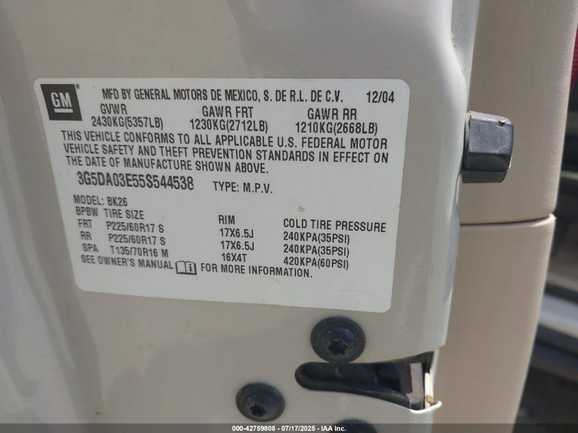 GM
MFD BY GENERAL MOTORS DE MEXICO, S. DE R.L. DE C.V. 12/04
GVWR GAWR FRT GAWR RR
2430KG(5357LB) 1230KG(2712LB) 1210KG(2668LB)
THIS VEHICLE CONFORMS TO ALL APPLICABLE U.S. FEDERAL MOTOR
VEHICLE SAFETY AND THEFT PREVENTION STANDARDS IN EFFECT ON
THE DATE OF MANUFACTURE SHOWN ABOVE.
3G5DA03E55S544538 TYPE: M.P.V.
MODEL: BK26
BPBW TIRE SIZE RIM COLD TIRE PRESSURE
FRT P225/60R17 S 17X6.5J 240KPA(35PSI)
RR P225/60R17 S 17X6.5J 240KPA(35PSI)
SPA T135/70R16 M 16X4T 420KPA(60PSI)
SEE OWNER'S MANUAL FOR MORE INFORMATION.
000-42759808 - 07/17/2025 - IAA Inc.